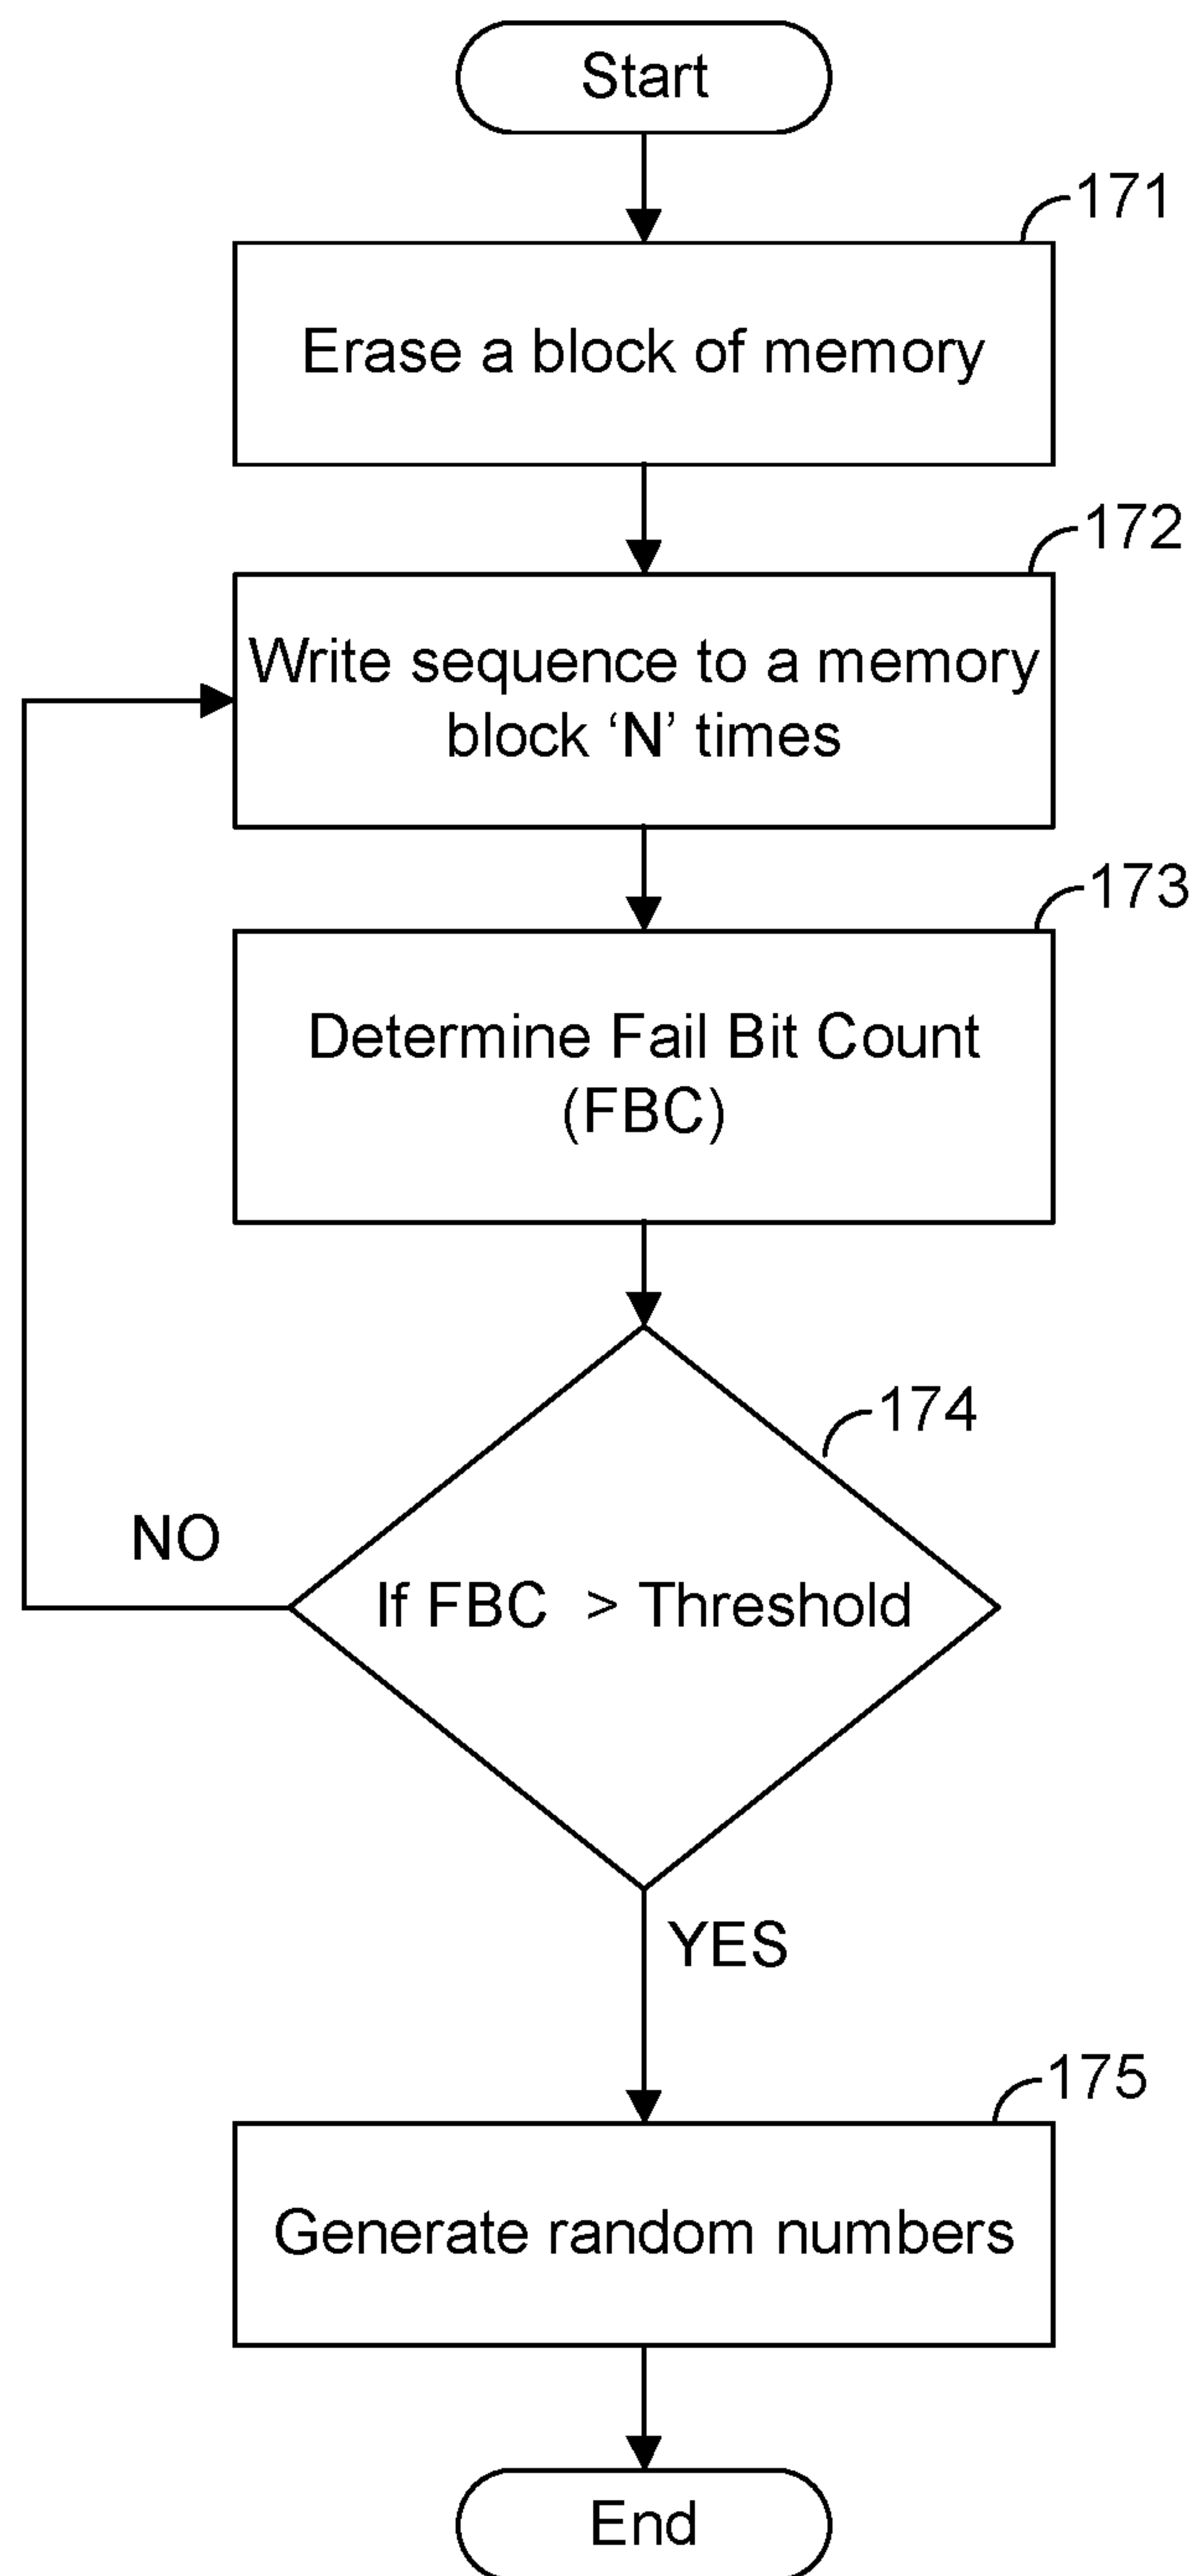 Start
171
Erase a block of memory
172
Write sequence to a memory
block ‘N’ times
173
Determine Fail Bit Count
(FBC)
174
NO
If FBC > Threshold
YES
175
Generate random numbers
End